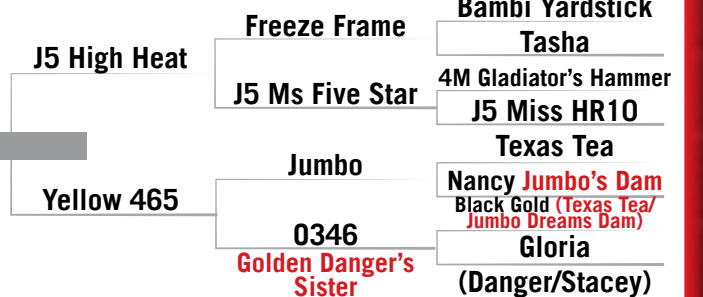 J5 High Heat
Yellow 465
Freeze Frame
J5 Ms Five Star
Jumbo
0346
Golden Danger's
Sister
Bambi Yardstick
Tasha
4M Gladiator's Hammer
J5 Miss HR10
Texas Tea
Nancy Jumbo's Dam
Black Gold (Texas Tea/
Jumbo Dreams Dam)
Gloria
(Danger/Stacey)